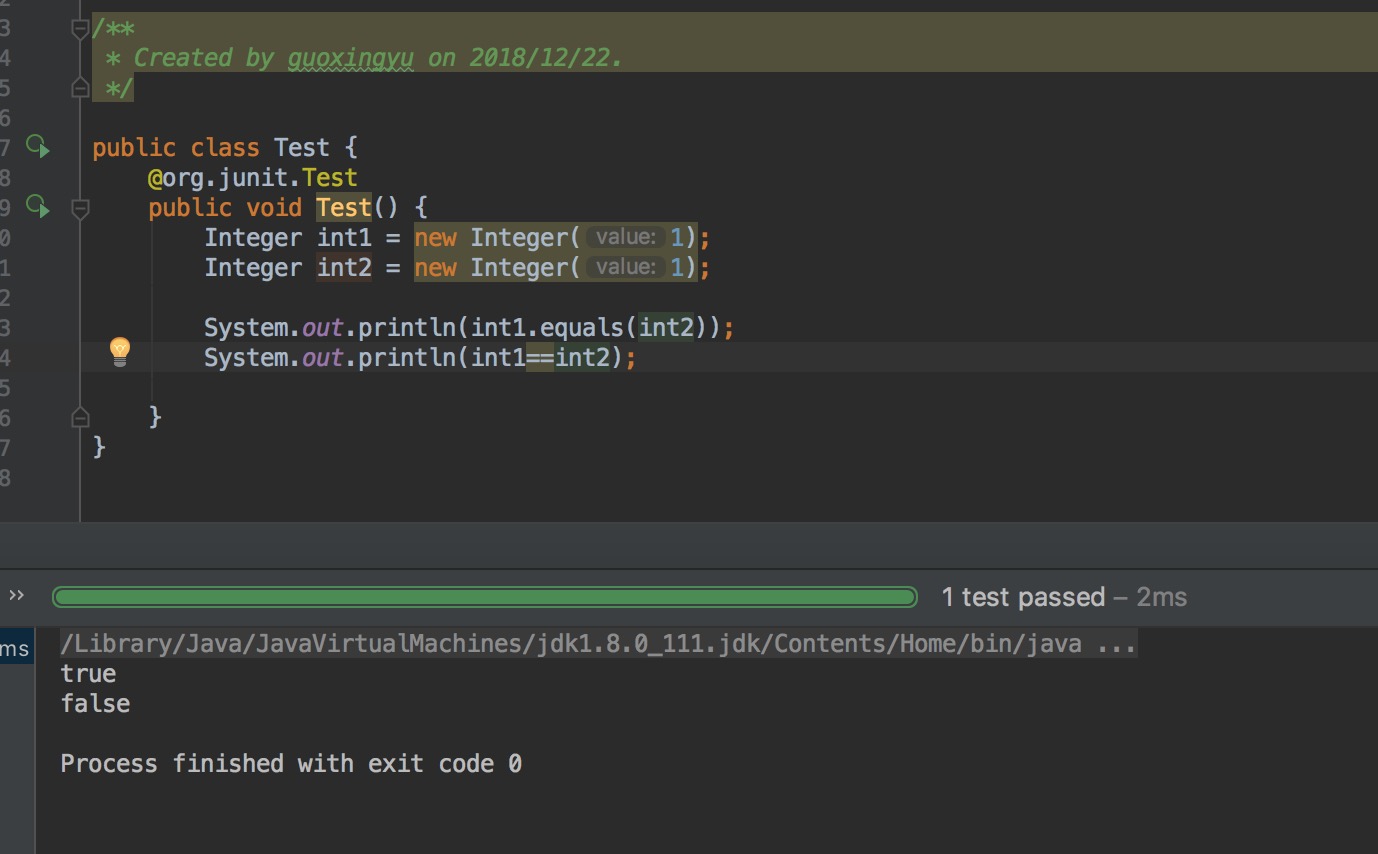 2
3 /**
4 * Created by guoxingyu on 2018/12/22.
5 */
6
7 public class Test {
8 @org.junit.Test
9 public void Test() {
0 Integer int1 = new Integer( value: 1);
1 Integer int2 = new Integer( value: 1);
2
3 System.out.println(int1.equals(int2));
4 System.out.println(int1==int2);
5
6 }
7 }
8
>> 1 test passed – 2ms
ms /Library/Java/JavaVirtualMachines/jdk1.8.0_111.jdk/Contents/Home/bin/java ...
true
false
Process finished with exit code 0